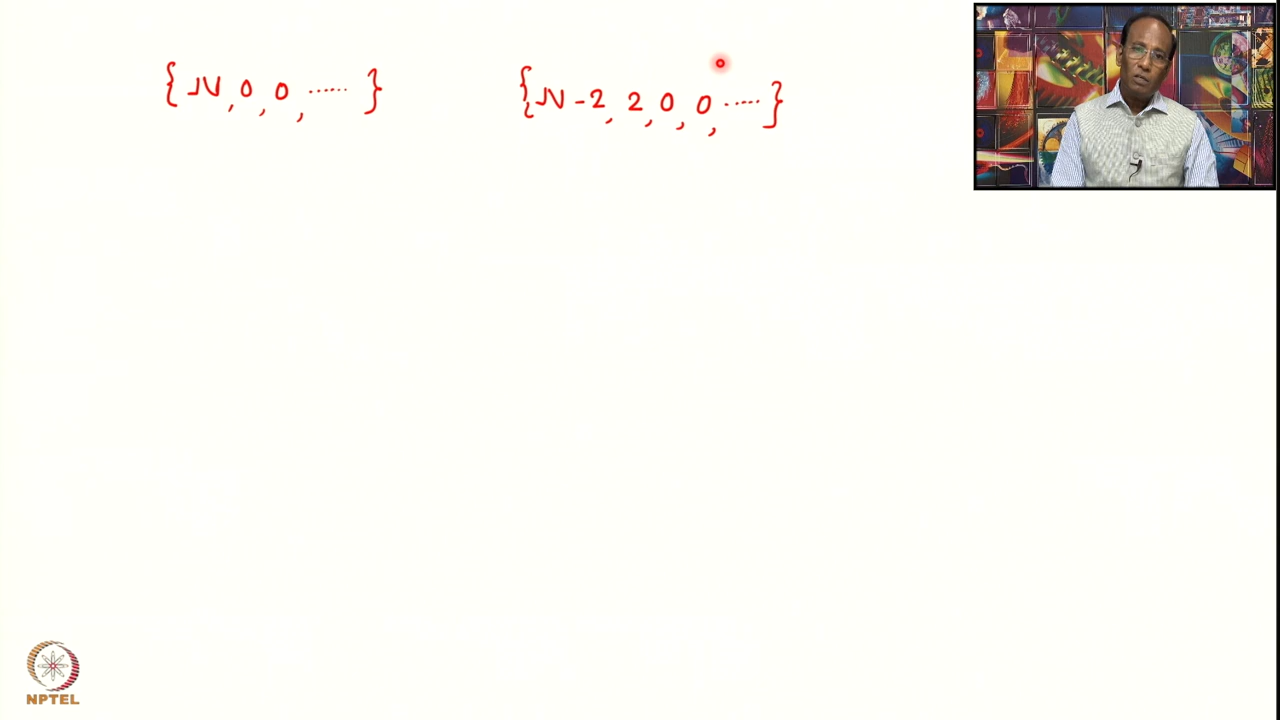 { N, 0, 0, ...... } { N - 2, 2, 0, 0, ..... }
NPTEL